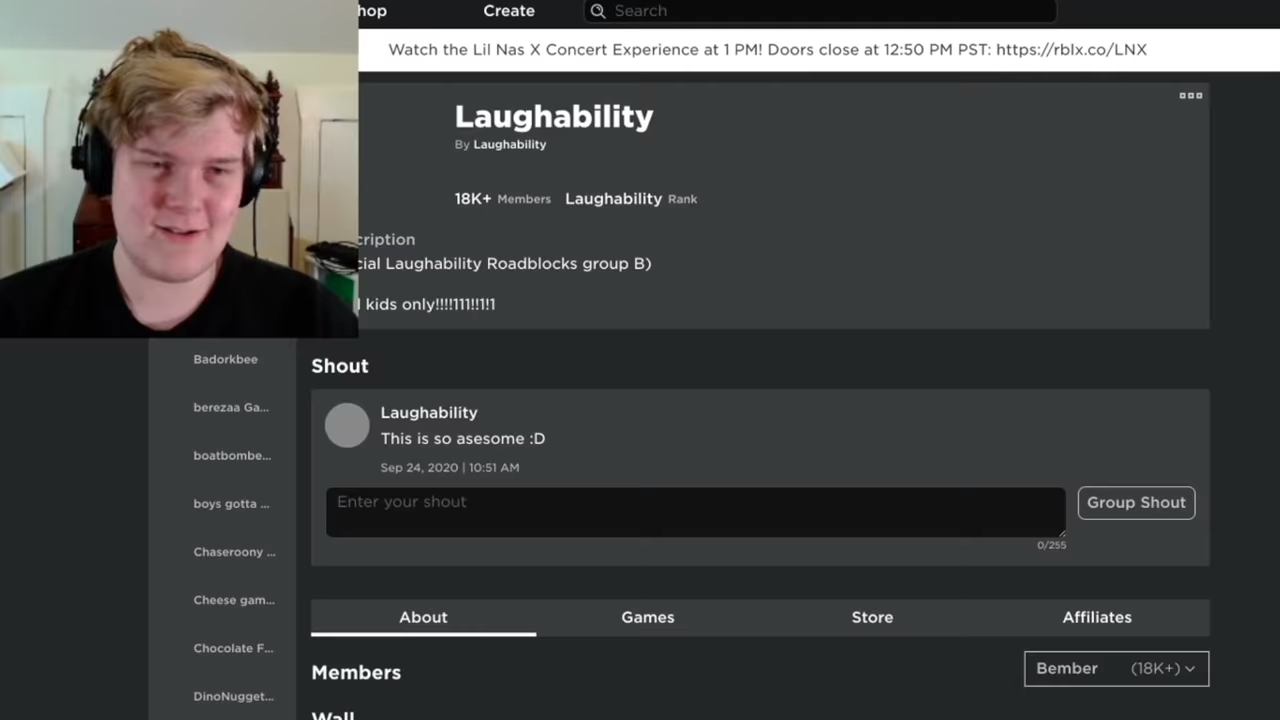 hop Create Search
Watch the Lil Nas X Concert Experience at 1 PM! Doors close at 12:50 PM PST: https://rblx.co/LNX
Laughability
By Laughability
18K+ Members Laughability Rank
cription
cial Laughability Roadblocks group B)
l kids only!!!!111!!1!1
Badorkbee
berezaa Ga...
boatbombe...
boys gotta ...
Chaseroony ...
Cheese gam...
Chocolate F...
DinoNugget...
Shout
Laughability
This is so asesome :D
Sep 24, 2020 | 10:51 AM
Enter your shout
Group Shout
0/255
About Games Store Affiliates
Members
Bember (18K+)
Wall